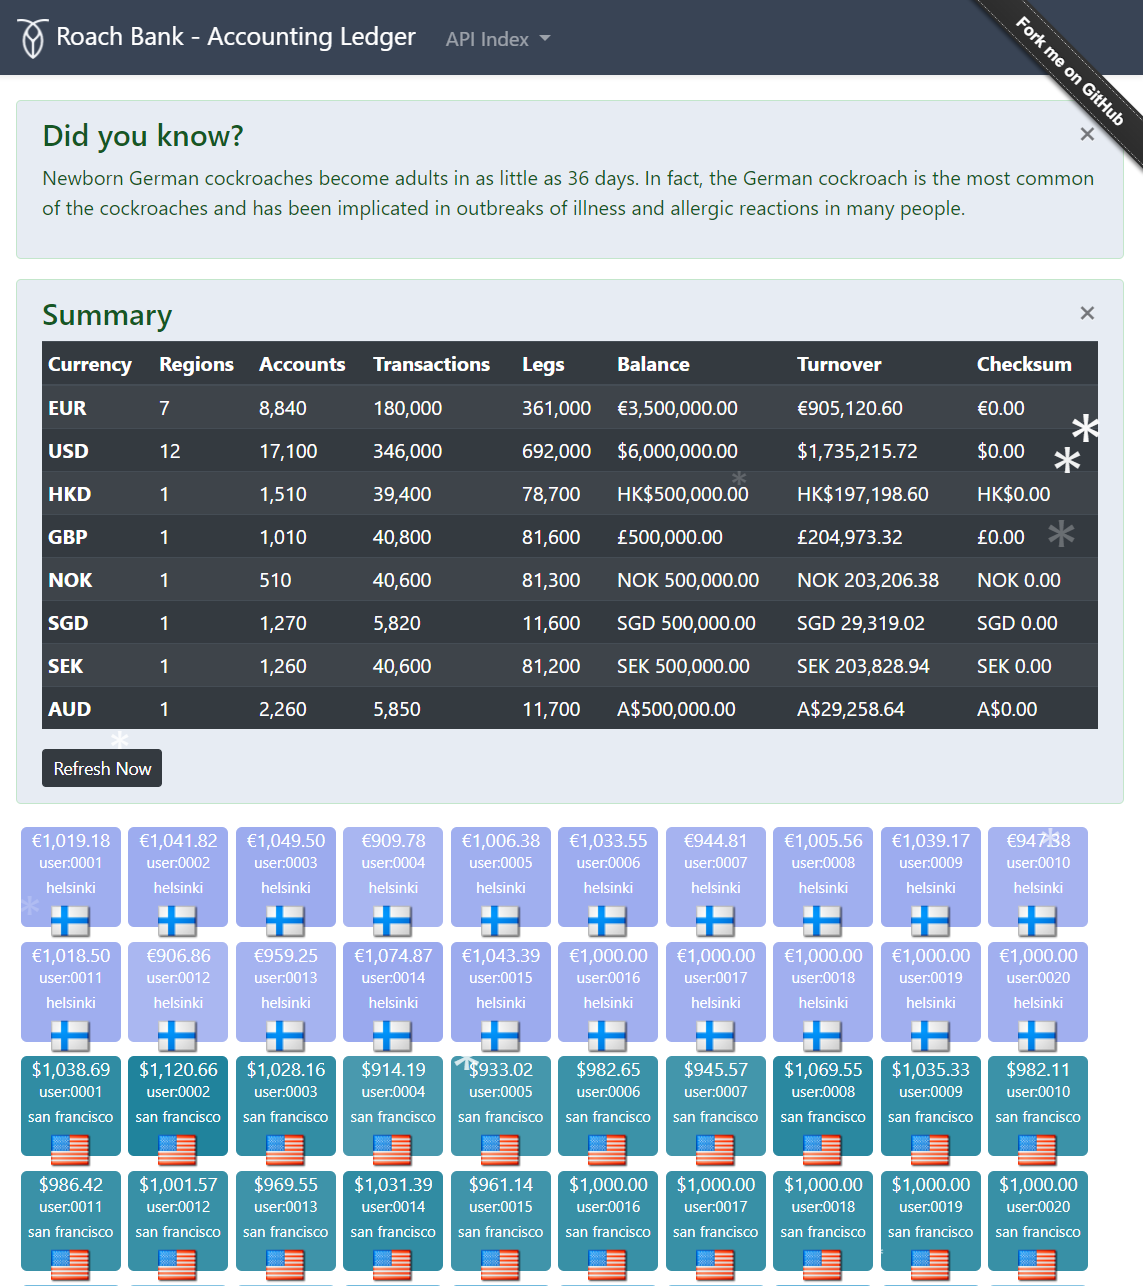 Roach Bank - Accounting Ledger API Index
Fork me on GitHub
Did you know?
×
Newborn German cockroaches become adults in as little as 36 days. In fact, the German cockroach is the most common
of the cockroaches and has been implicated in outbreaks of illness and allergic reactions in many people.
Summary
×
Currency Regions Accounts Transactions Legs Balance Turnover Checksum
EUR 7 8,840 180,000 361,000 €3,500,000.00 €905,120.60 €0.00
USD 12 17,100 346,000 692,000 $6,000,000.00 $1,735,215.72 $0.00
HKD 1 1,510 39,400 78,700 HK$500,000.00 HK$197,198.60 HK$0.00
GBP 1 1,010 40,800 81,600 £500,000.00 £204,973.32 £0.00
NOK 1 510 40,600 81,300 NOK 500,000.00 NOK 203,206.38 NOK 0.00
SGD 1 1,270 5,820 11,600 SGD 500,000.00 SGD 29,319.02 SGD 0.00
SEK 1 1,260 40,600 81,200 SEK 500,000.00 SEK 203,828.94 SEK 0.00
AUD 1 2,260 5,850 11,700 A$500,000.00 A$29,258.64 A$0.00
Refresh Now
€1,019.18 €1,041.82 €1,049.50 €909.78 €1,006.38 €1,033.55 €944.81 €1,005.56 €1,039.17
user:0001 user:0002 user:0003 user:0004 user:0005 user:0006 user:0007 user:0008 user:0009 user:0010
helsinki helsinki helsinki helsinki helsinki helsinki helsinki helsinki helsinki helsinki
€1,018.50 €906.86 €959.25 €1,074.87 €1,043.39 €1,000.00 €1,000.00 €1,000.00 €1,000.00 €1,000.00
user:0011 user:0012 user:0013 user:0014 user:0015 user:0016 user:0017 user:0018 user:0019 user:0020
helsinki helsinki helsinki helsinki helsinki helsinki helsinki helsinki helsinki helsinki
$1,038.69 $1,120.66 $1,028.16 $914.19 $933.02 $982.65 $945.57 $1,069.55 $1,035.33 $982.11
user:0001 user:0002 user:0003 user:0004 user:0005 user:0006 user:0007 user:0008 user:0009 user:0010
san francisco san francisco san francisco san francisco san francisco san francisco san francisco san francisco san francisco san francisco
$986.42 $1,001.57 $969.55 $1,031.39 $961.14 $1,000.00 $1,000.00 $1,000.00 $1,000.00 $1,000.00
user:0011 user:0012 user:0013 user:0014 user:0015 user:0016 user:0017 user:0018 user:0019 user:0020
san francisco san francisco san francisco san francisco san francisco san francisco san francisco san francisco san francisco san francisco